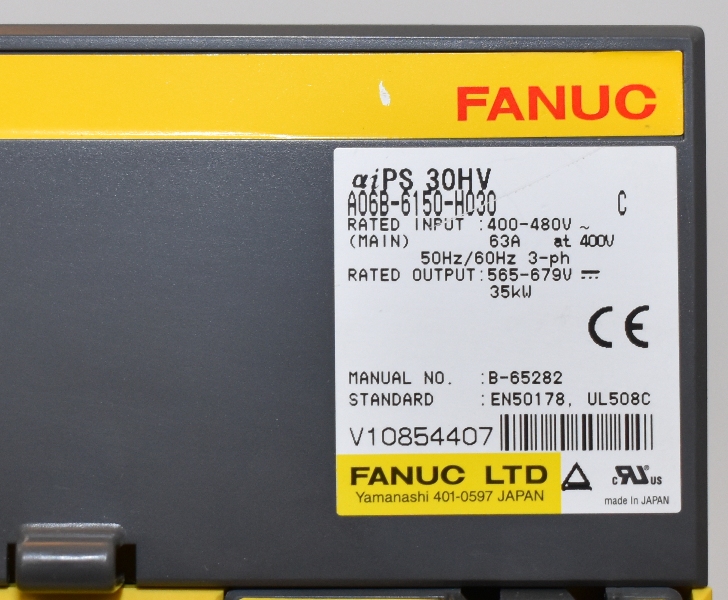 FANUC
αiPS 30HV
A06B-6150-H030 C
RATED INPUT :400-480V ~
(MAIN) 63A at 400V
50Hz/60Hz 3-ph
RATED OUTPUT:565-679V ⎓
35kW
CE
MANUAL NO. :B-65282
STANDARD :EN50178, UL508C
V10854407
FANUC LTD
Yamanashi 401-0597 JAPAN
c RU US
made in JAPAN